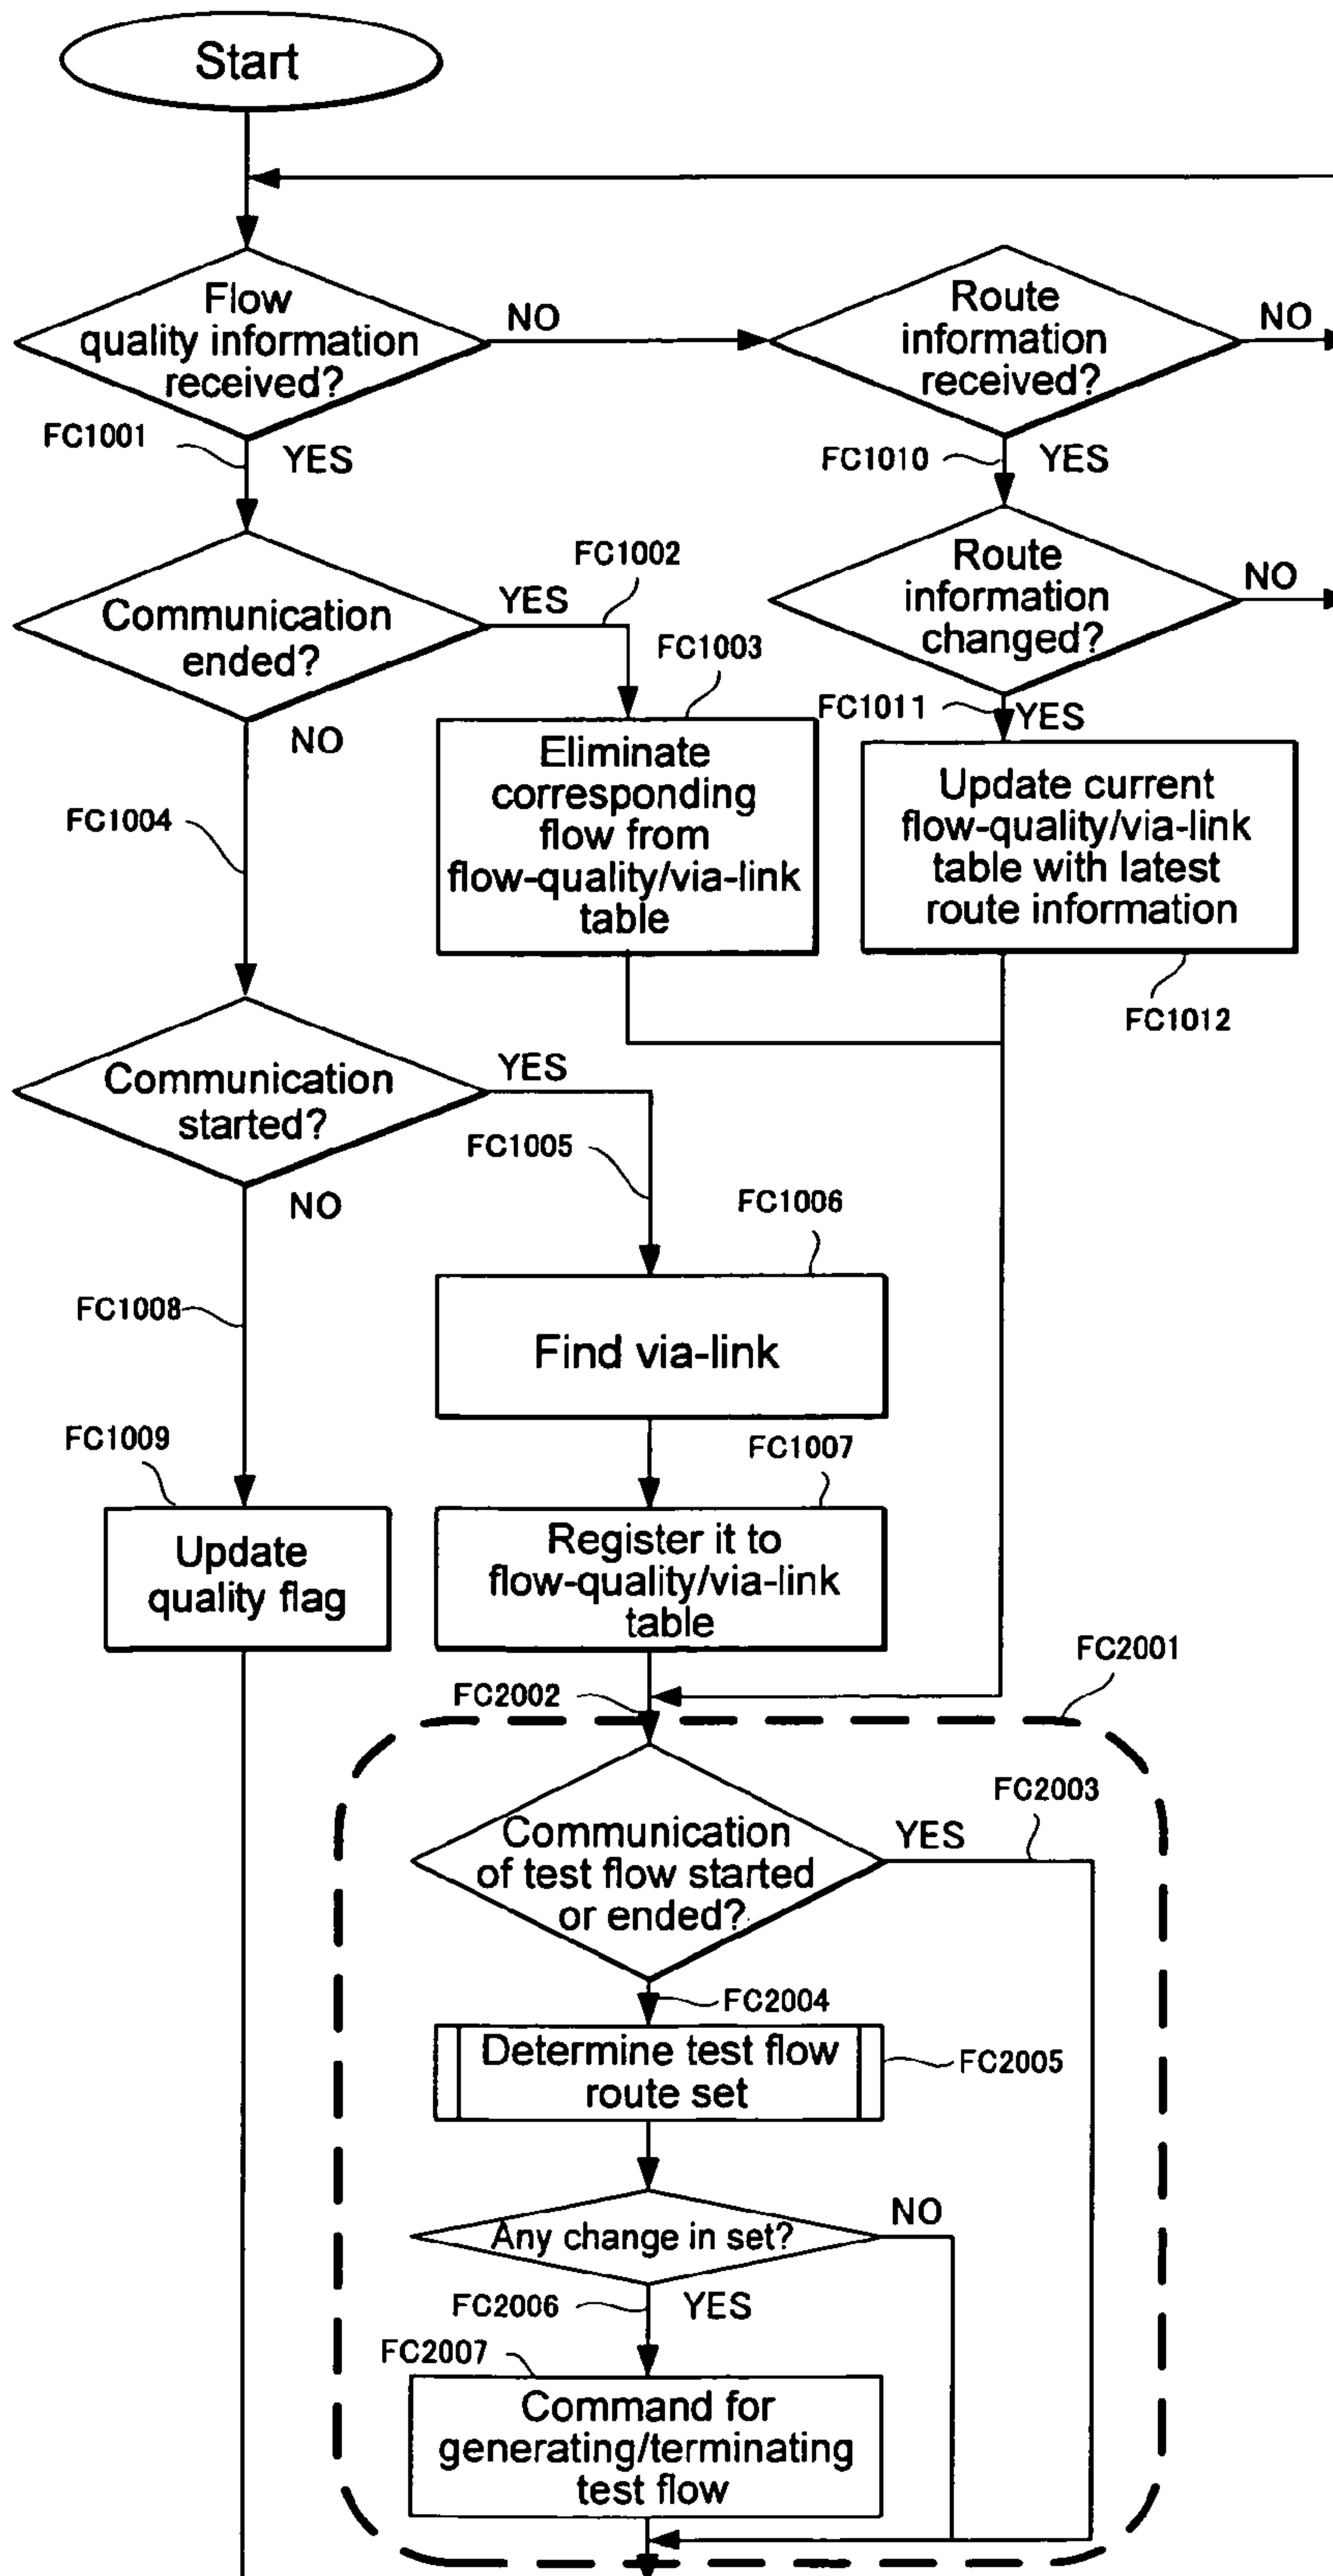 Start
Flow
quality information
received?
NO
Route
information
received?
NO
FC1001
YES
FC1010
YES
Communication
ended?
YES
FC1002
Route
information
changed?
NO
NO
FC1003
FC1011
YES
Eliminate
corresponding
flow from
flow-quality/via-link
table
Update current
flow-quality/via-link
table with latest
route information
FC1004
FC1012
Communication
started?
YES
FC1005
NO
FC1006
FC1008
Find via-link
FC1009
FC1007
Update
quality flag
Register it to
flow-quality/via-link
table
FC2001
FC2002
Communication
of test flow started
or ended?
YES
FC2003
FC2004
Determine test flow
route set
FC2005
Any change in set?
NO
FC2006
YES
FC2007
Command for
generating/terminating
test flow